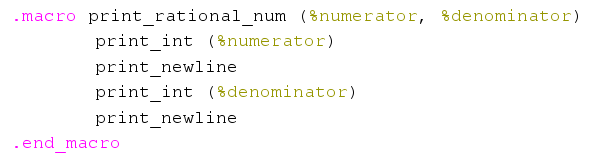 .macro print_rational_num (%numerator, %denominator)
        print_int (%numerator)
        print_newline
        print_int (%denominator)
        print_newline
.end_macro